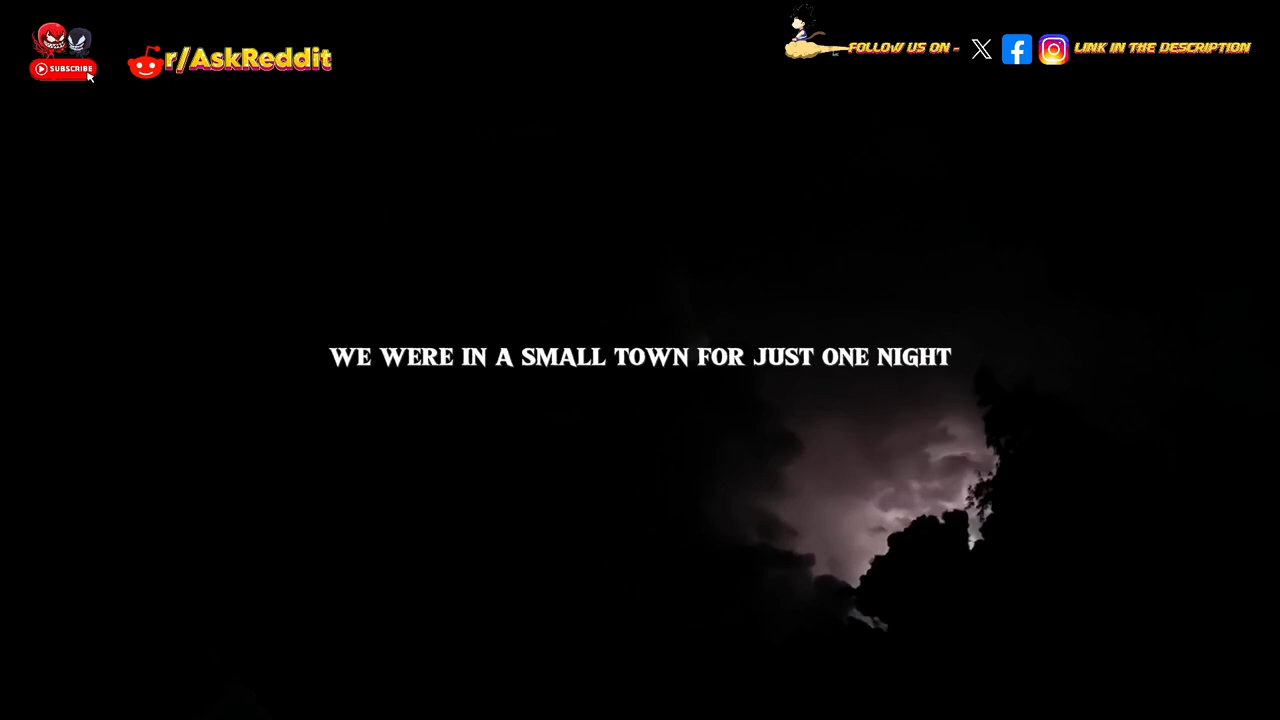 SUBSCRIBE
r/AskReddit
FOLLOW US ON -
LINK IN THE DESCRIPTION
WE WERE IN A SMALL TOWN FOR JUST ONE NIGHT